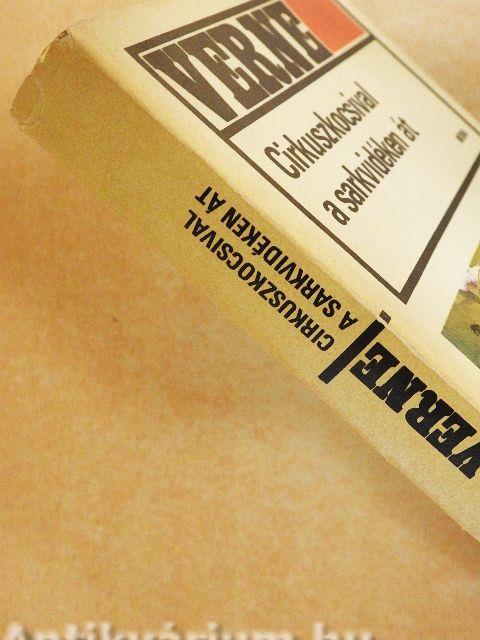 VERNE
Cirkuszkocsival
a sarkvidéken át
VERNE
CIRKUSZKOCSIVAL
A SARKVIDÉKEN ÁT
Antikvárium.hu